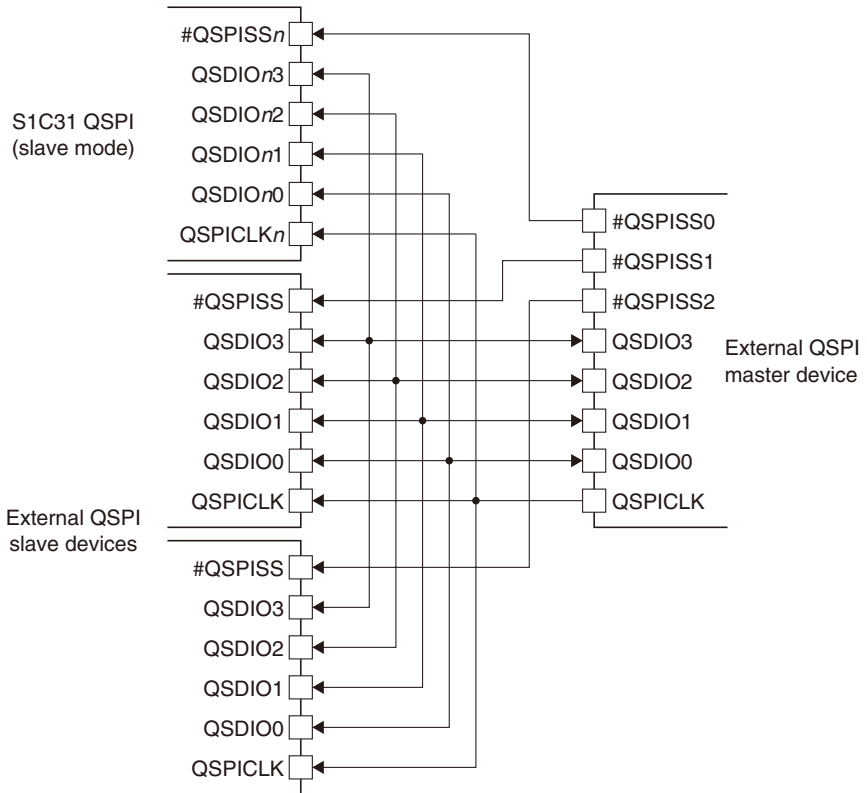 #QSPISSn
QSDIOn3
QSDIOn2
QSDIOn1
QSDIOn0
QSPICLKn
S1C31 QSPI
(slave mode)
#QSPISS
QSDIO3
QSDIO2
QSDIO1
QSDIO0
QSPICLK
External QSPI
slave devices
#QSPISS
QSDIO3
QSDIO2
QSDIO1
QSDIO0
QSPICLK
#QSPISS0
#QSPISS1
#QSPISS2
QSDIO3
QSDIO2
QSDIO1
QSDIO0
QSPICLK
External QSPI
master device